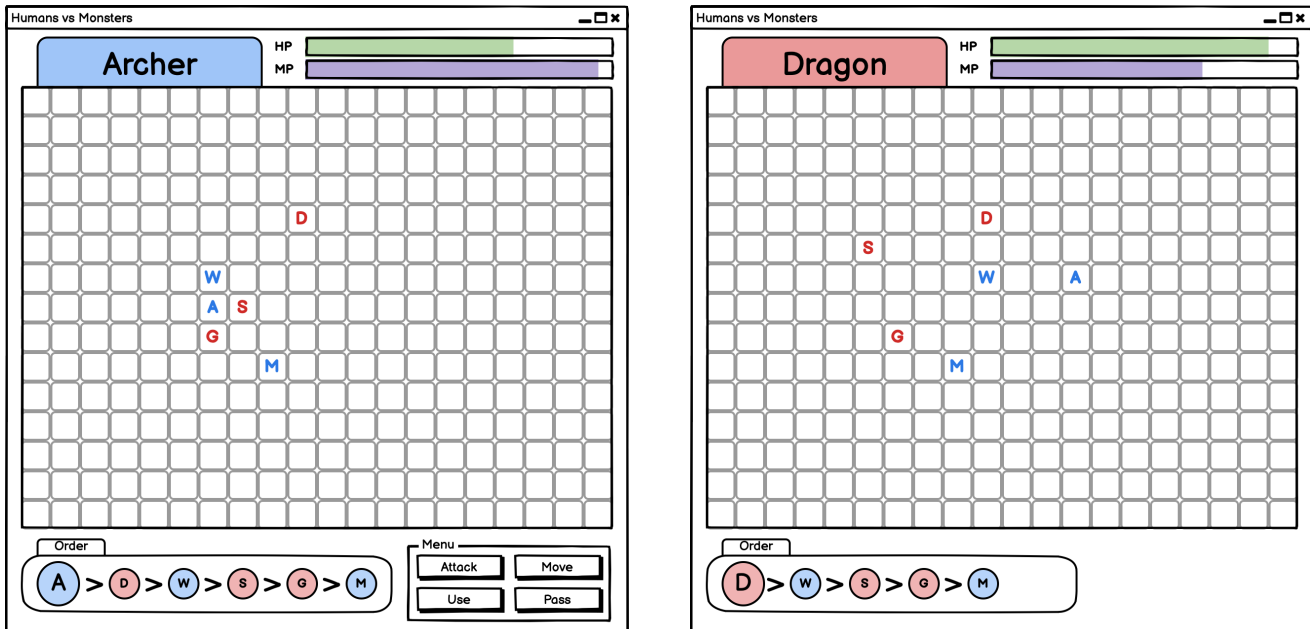 Humans vs Monsters
Archer
HP
MP
D
W
A S
G
M
Order
A > D > W > S > G > M
Menu
Attack Move
Use Pass
Humans vs Monsters
Dragon
HP
MP
D
S
W A
G
M
Order
D > W > S > G > M